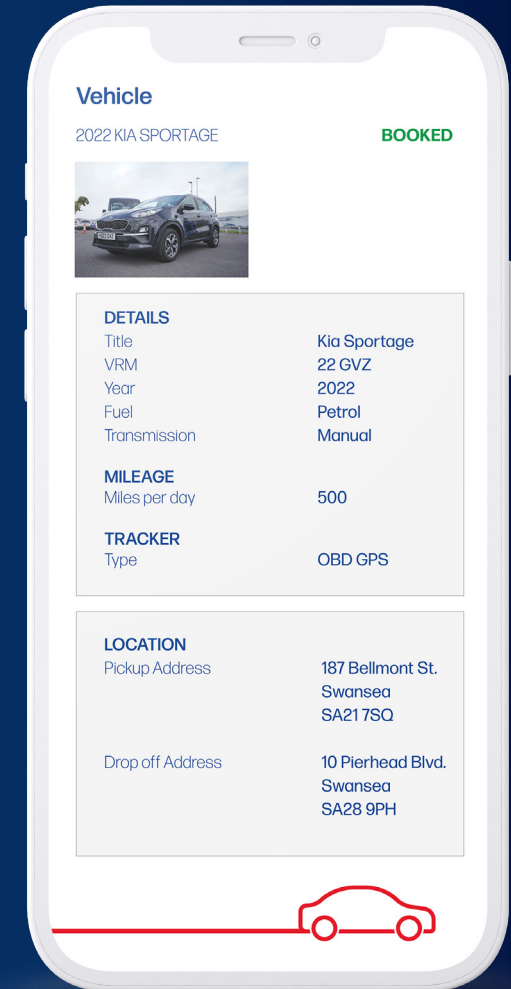 Vehicle
2022 KIA SPORTAGE BOOKED
DETAILS
Title Kia Sportage
VRM 22 GVZ
Year 2022
Fuel Petrol
Transmission Manual
MILEAGE
Miles per day 500
TRACKER
Type OBD GPS
LOCATION
Pickup Address 187 Bellmont St.
Swansea
SA21 7SQ
Drop off Address 10 Pierhead Blvd.
Swansea
SA28 9PH